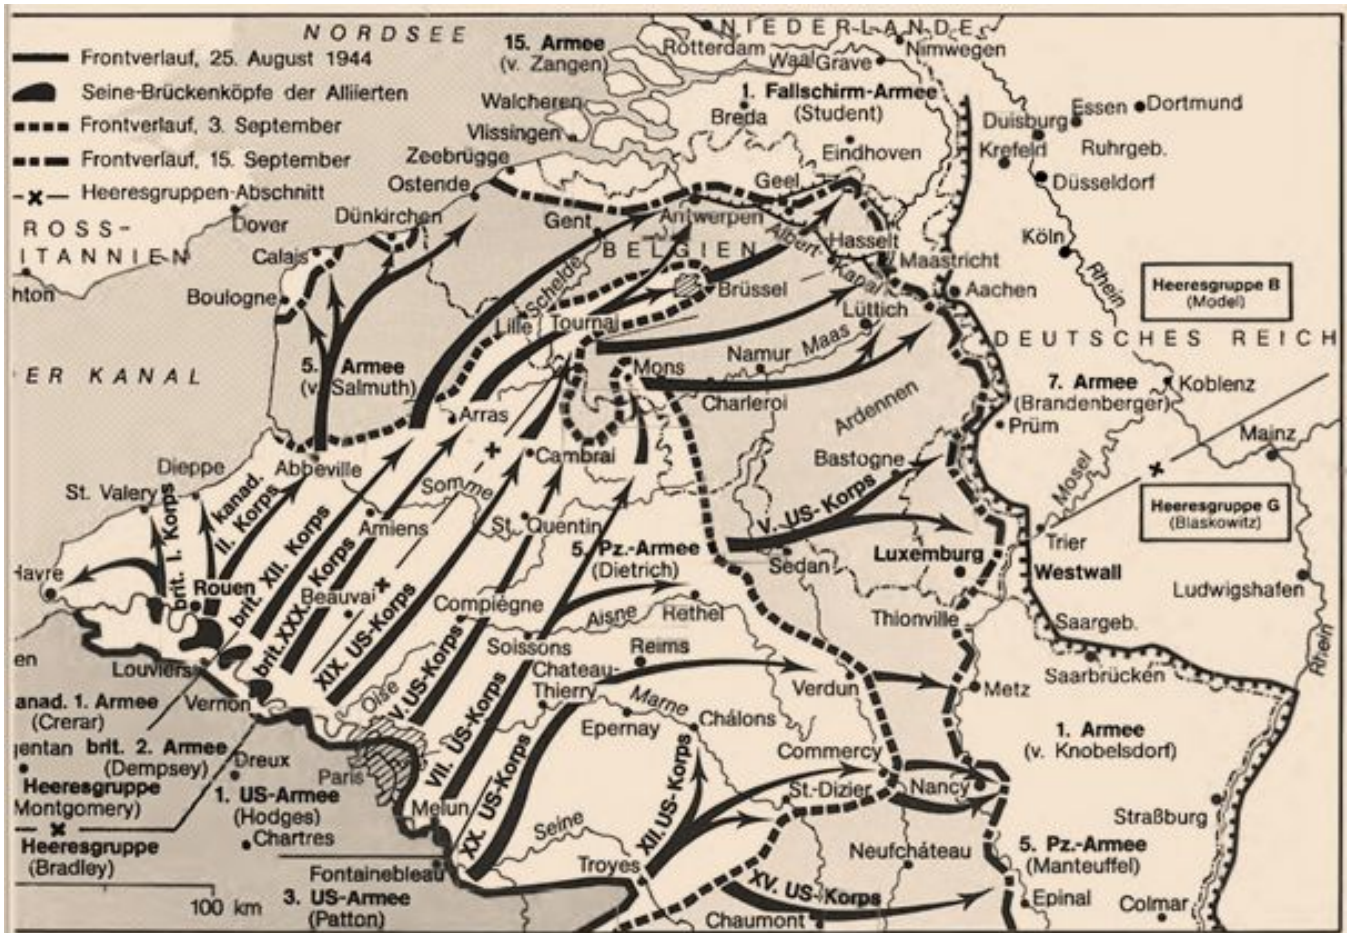 NORDSEE
NIEDERLANDE
Frontverlauf, 25. August 1944
Seine-Brückenköpfe der Alliierten
Frontverlauf, 3. September
Frontverlauf, 15. September
Heeresgruppen-Abschnitt
15. Armee
(v. Zangen)
Rotterdam
Nimwegen
Waal
Grave
Walcheren
Vlissingen
1. Fallschirm-Armee
(Student)
Breda
Eindhoven
Essen
Dortmund
Duisburg
Krefeld
Ruhrgeb.
Düsseldorf
Zeebrügge
Ostende
Dünkirchen
Gent
Antwerpen
Geel
ROSS-
ITANNIEN
Dover
hton
Calais
Boulogne
BELGIEN
Albert Kanal
Hasselt
Maastricht
Köln
Rhein
Aachen
Heeresgruppe B
(Model)
Schelde
Brüssel
Lille
Tournai
Lüttich
Maas
DEUTSCHES REICH
ER KANAL
5. Armee
(v. Salmuth)
Mons
Namur
Charleroi
Ardennen
7. Armee
(Brandenberger)
Koblenz
Prüm
Arras
Cambrai
Bastogne
Mosel
Mainz
Dieppe
Abbeville
St. Valery
Somme
Amiens
St. Quentin
kanad.
II. Korps
brit. I. Korps
brit. XII. Korps
brit. XXX. Korps
XIX. US-Korps
V. US-Korps
VII. US-Korps
XX. US-Korps
XII. US-Korps
XV. US-Korps
V. US-Korps
Heeresgruppe G
(Blaskowitz)
5. Pz.-Armee
(Dietrich)
Sedan
Luxemburg
Trier
Westwall
Ludwigshafen
Havre
Rouen
Beauvai
Compiègne
Aisne
Rethel
Thionville
Saargeb.
Soissons
Reims
Chateau-
Thierry
Saarbrücken
Rhein
en
Louviers
Vernon
Oise
Marne
Verdun
Metz
anad. 1. Armee
(Crerar)
Epernay
Châlons
1. Armee
(v. Knobelsdorf)
gentan
brit. 2. Armee
(Dempsey)
Dreux
Paris
Commercy
Heeresgruppe
Montgomery)
1. US-Armee
(Hodges)
Melun
St.-Dizier
Nancy
Straßburg
Heeresgruppe
(Bradley)
Chartres
Seine
Troyes
Neufchâteau
5. Pz.-Armee
(Manteuffel)
Fontainebleau
100 km
3. US-Armee
(Patton)
Chaumont
Epinal
Colmar